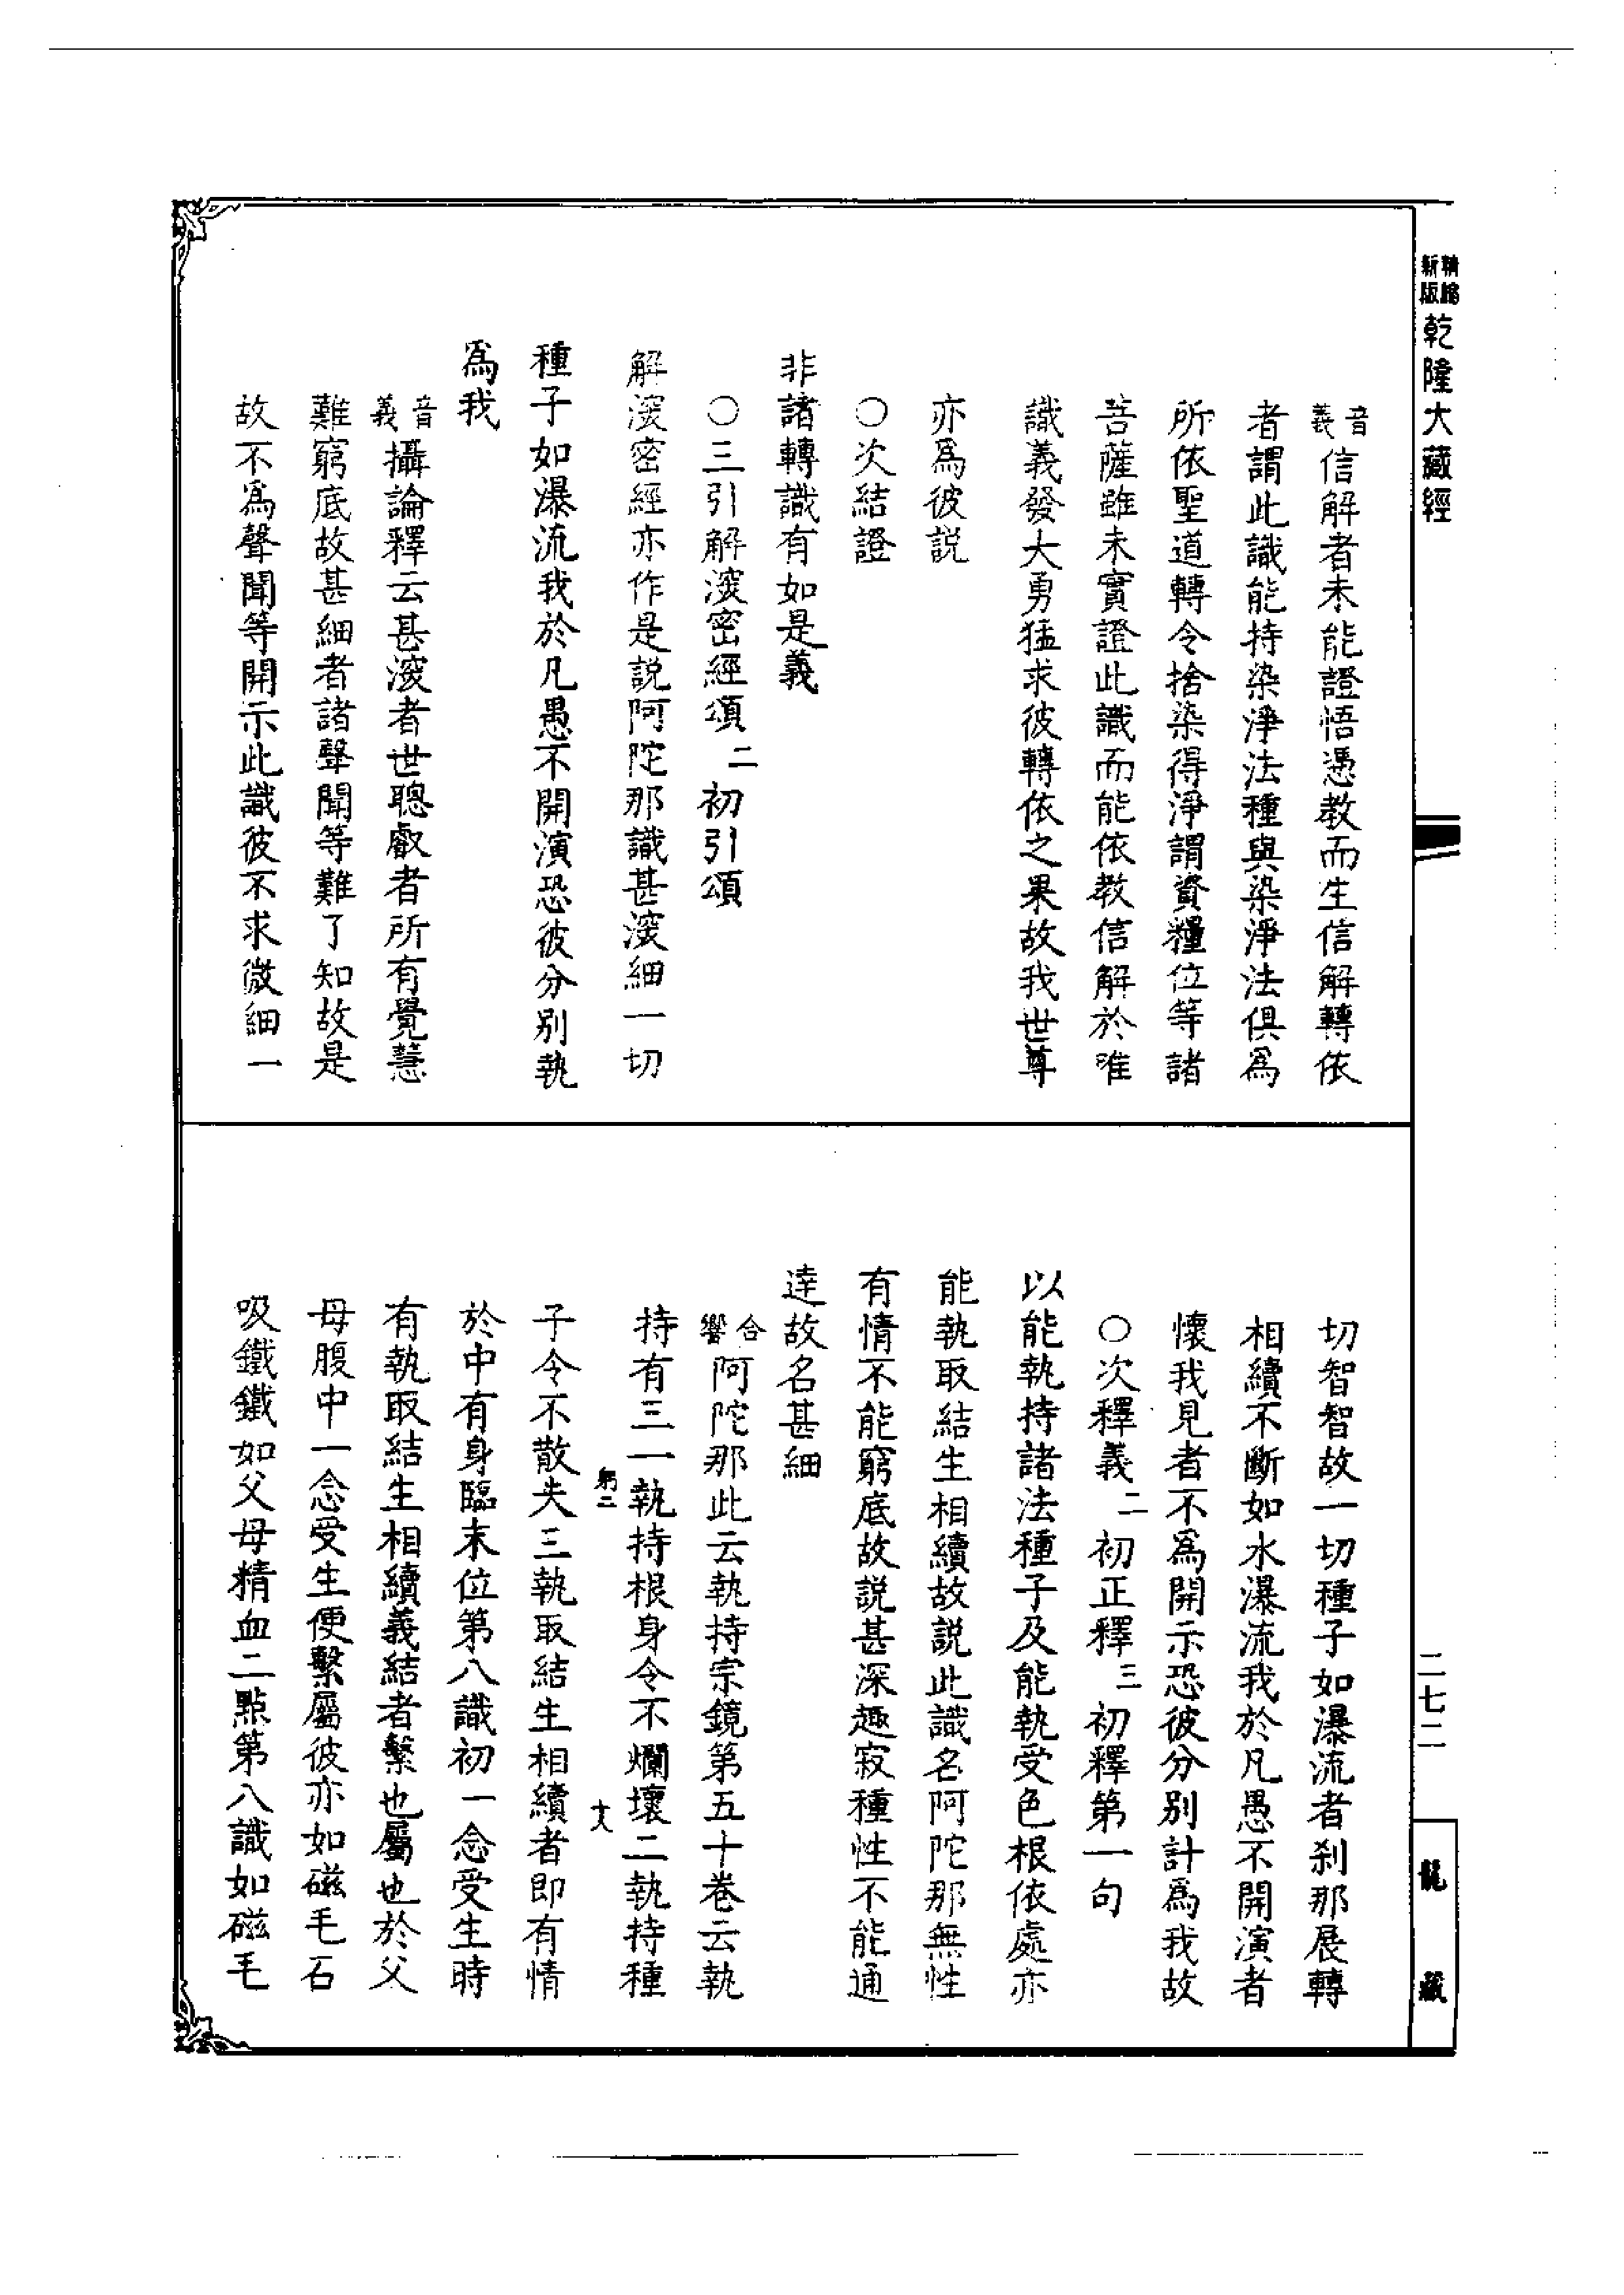 精縮新版乾隆大藏經
音義信解者未能證悟憑教而生信解轉依
者謂此識能持染淨法種與染淨法俱爲
所依聖道轉令捨染得淨謂資糧位等諸
菩薩雖未實證此識而能依教信解於唯
識義發大勇猛求彼轉依之果故我世尊
亦爲彼説
○次結證
非諸轉識有如是義
○三引解㴱密經頌二初引頌
解㴱密經亦作是説阿陀那識甚㴱細一切
種子如瀑流我於凡愚不開演恐彼分別執
爲我
音義攝論釋云甚㴱者世聰叡者所有覺慧
難窮底故甚細者諸聲聞等難了知故是
故不爲聲聞等開示此識彼不求微細一
切智智故一切種子如瀑流者刹那展轉
相續不斷如水瀑流我於凡愚不開演者
懷我見者不爲開示恐彼分別計爲我故
○次釋義二初正釋三初釋第一句
以能執持諸法種子及能執受色根依處亦
能執取結生相續故説此識名阿陀那無性
有情不能窮底故説甚深趣寂種性不能通
達故名甚細
合響阿陀那此云執持宗鏡第五十卷云執
持有三一執持根身令不爛壞二執持種
子令不散失三執取結生相續者即有情
於中有身臨末位第八識初一念受生時
有執取結生相續義結者繫也屬也於父
母腹中一念受生便繫屬彼亦如磁毛石
吸鐵鐵如父母精血二點第八識如磁毛
二七二
龍藏